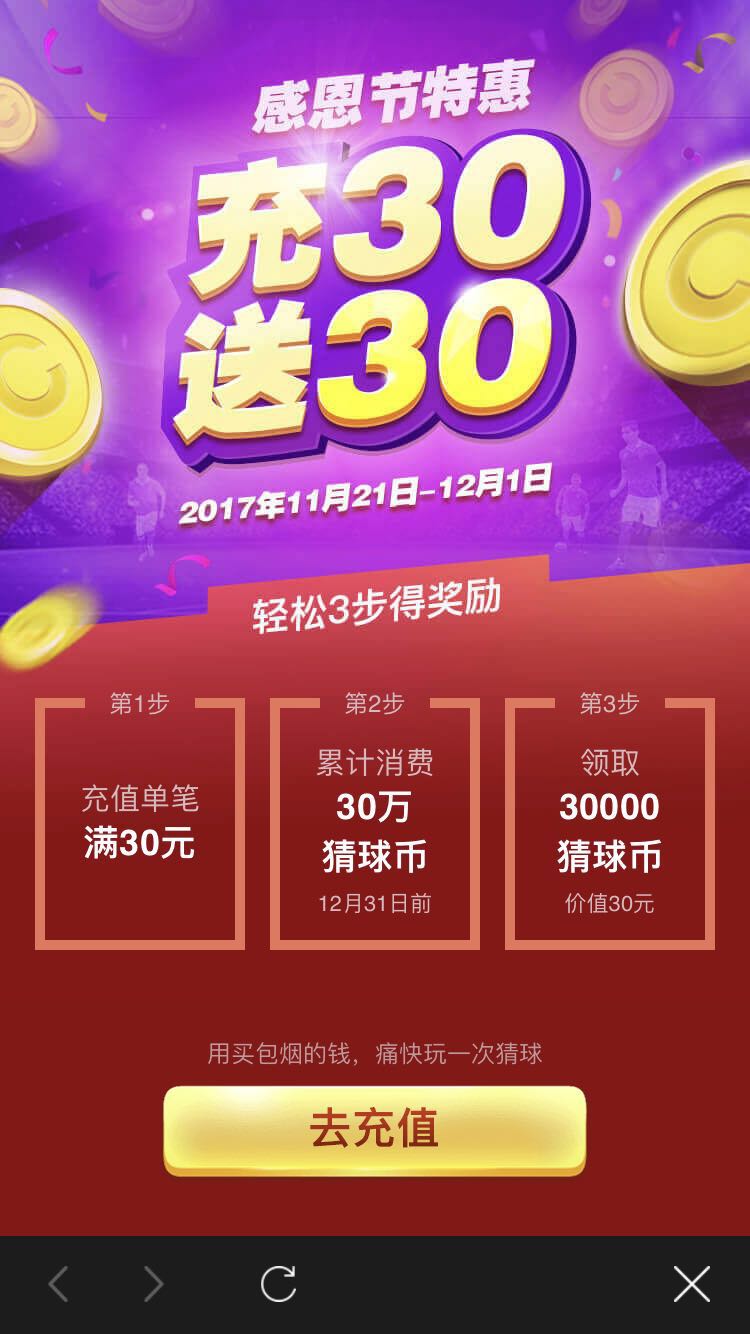 感恩节特惠
充30
送30
2017年11月21日-12月1日
轻松3步得奖励
第1步
充值单笔
满30元
第2步
累计消费
30万
猜球币
12月31日前
第3步
领取
30000
猜球币
价值30元
用买包烟的钱，痛快玩一次猜球
去充值